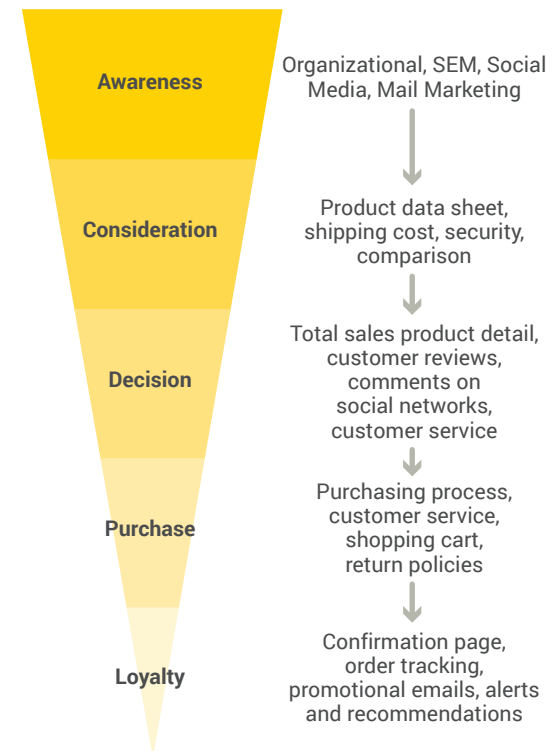 Awareness
Organizational, SEM, Social
Media, Mail Marketing
Consideration
Product data sheet,
shipping cost, security,
comparison
Decision
Total sales product detail,
customer reviews,
comments on
social networks,
customer service
Purchase
Purchasing process,
customer service,
shopping cart,
return policies
Loyalty
Confirmation page,
order tracking,
promotional emails, alerts
and recommendations